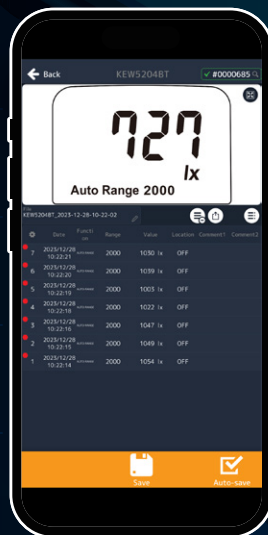 Back KEW5204BT #0000685
727
lx
Auto Range 2000
KEW5204BT_2023-12-28-10-22-02
Date Function Range Value Location Comment1 Comment2
7 2023/12/28 10:22:21 2000 1030 lx OFF
6 2023/12/28 10:22:20 2000 1039 lx OFF
5 2023/12/28 10:22:19 2000 1003 lx OFF
4 2023/12/28 10:22:18 2000 1022 lx OFF
3 2023/12/28 10:22:16 2000 1047 lx OFF
2 2023/12/28 10:22:15 2000 1049 lx OFF
1 2023/12/28 10:22:14 2000 1054 lx OFF
Save Auto-save